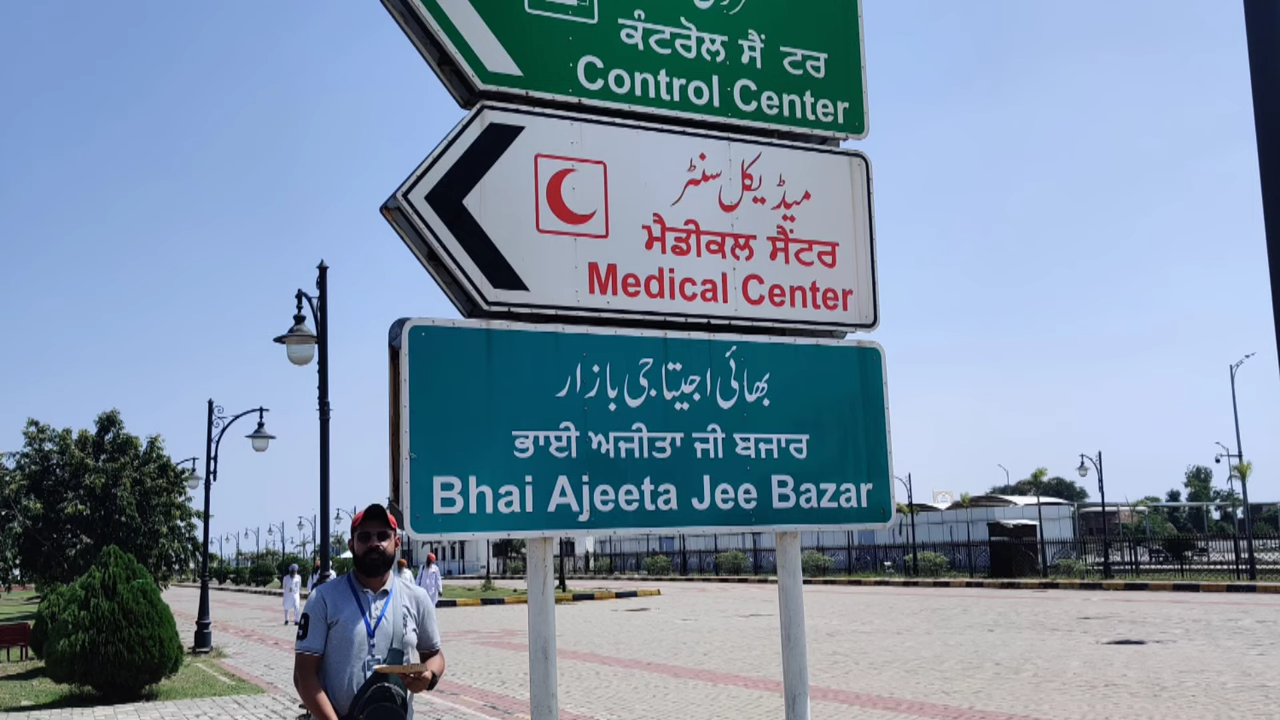 ਕੰਟਰੋਲ ਸੈਂ ਟਰ
Control Center
میڈیکل سنٹر
ਮੈਡੀਕਲ ਸੈਂਟਰ
Medical Center
بھائی اجیتا جی بازار
ਭਾਈ ਅਜੀਤਾ ਜੀ ਬਜਾਰ
Bhai Ajeeta Jee Bazar